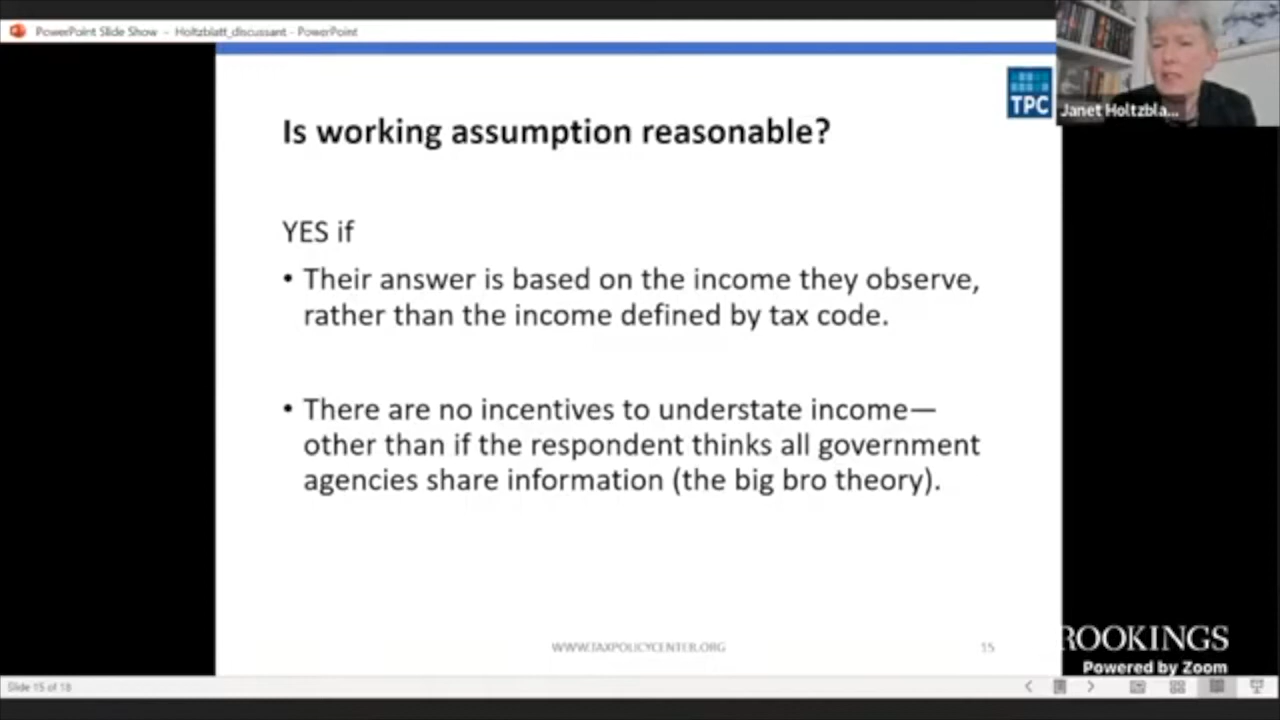 PowerPoint Slide Show - Holtzblatt_discussant - PowerPoint
TPC
Janet Holtzbla...
Is working assumption reasonable?
YES if
• Their answer is based on the income they observe,
rather than the income defined by tax code.
• There are no incentives to understate income—
other than if the respondent thinks all government
agencies share information (the big bro theory).
WWW.TAXPOLICYCENTER.ORG
15
ROOKINGS
Powered by Zoom
Slide 15 of 18